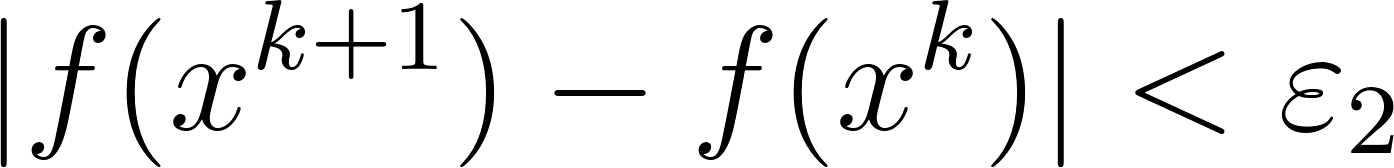 |f(x^{k+1}) − f(x^k)| < ε_2